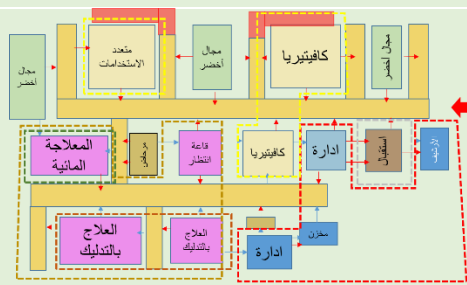 متعدد
الاستخدامات
مجال
أخضر
كافيتيريا
مجال أخضر
مجال
أخضر
المعالجة
المائية
مرحاض
قاعة
انتظار
كافيتيريا
ادارة
استقبال
الأرشيف
العلاج
بالتدليك
العلاج
بالتدليك
ادارة
مخزن